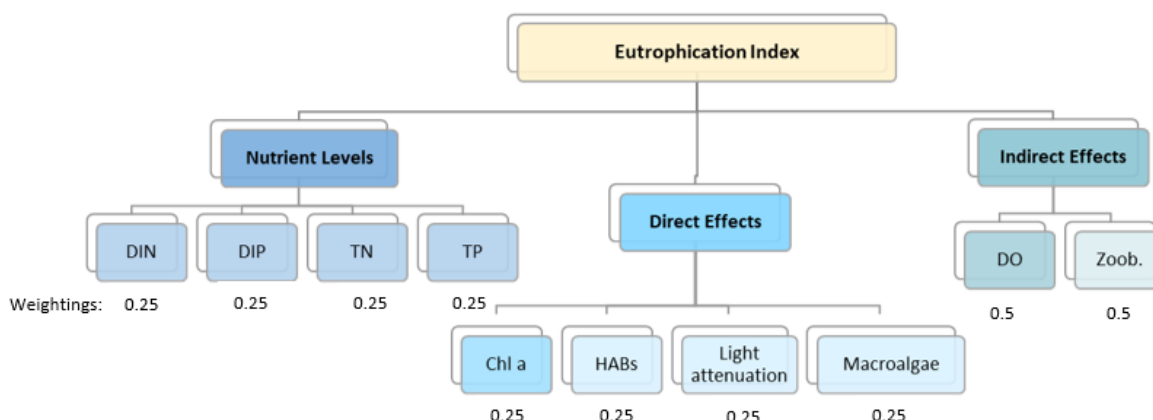 Eutrophication Index
Nutrient Levels
Direct Effects
Indirect Effects
DIN
DIP
TN
TP
DO
Zoob.
Weightings:
0.25
0.25
0.25
0.25
0.5
0.5
Chl a
HABs
Light
attenuation
Macroalgae
0.25
0.25
0.25
0.25